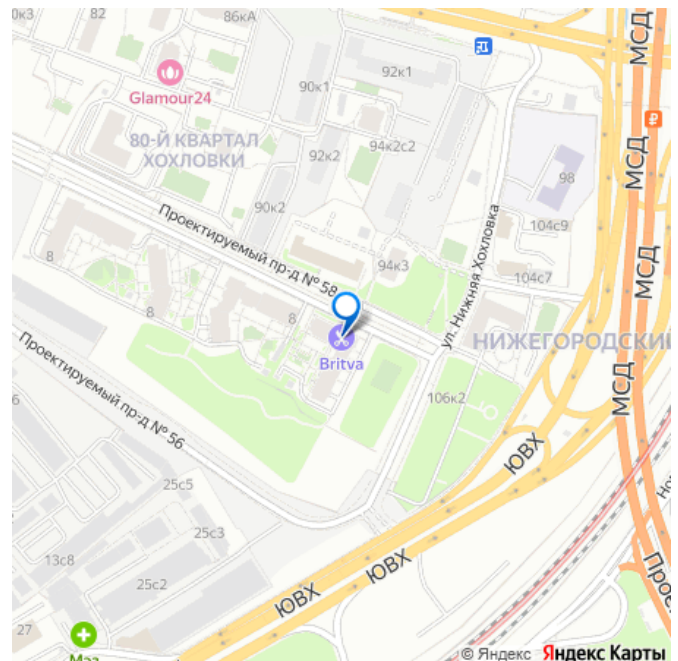 0к3
82
86кА
Glamour24
90к1
92к1
МСД
80-Й КВАРТАЛ
ХОХЛОВКИ
92к2
94к2с2
МСД
98
90к2
ул. Нижняя Хохловка
104с9
Проектируемый пр-д № 58
94к3
104с7
МСД
8
8
Britva
НИЖЕГОРОДСКИЙ
МСД
Проектируемый пр-д № 56
106к2
6
ЮВХ
25с5
25с3
13с8
25с2
ЮВХ
ЮВХ
27
Маз
© Яндекс Яндекс Карты